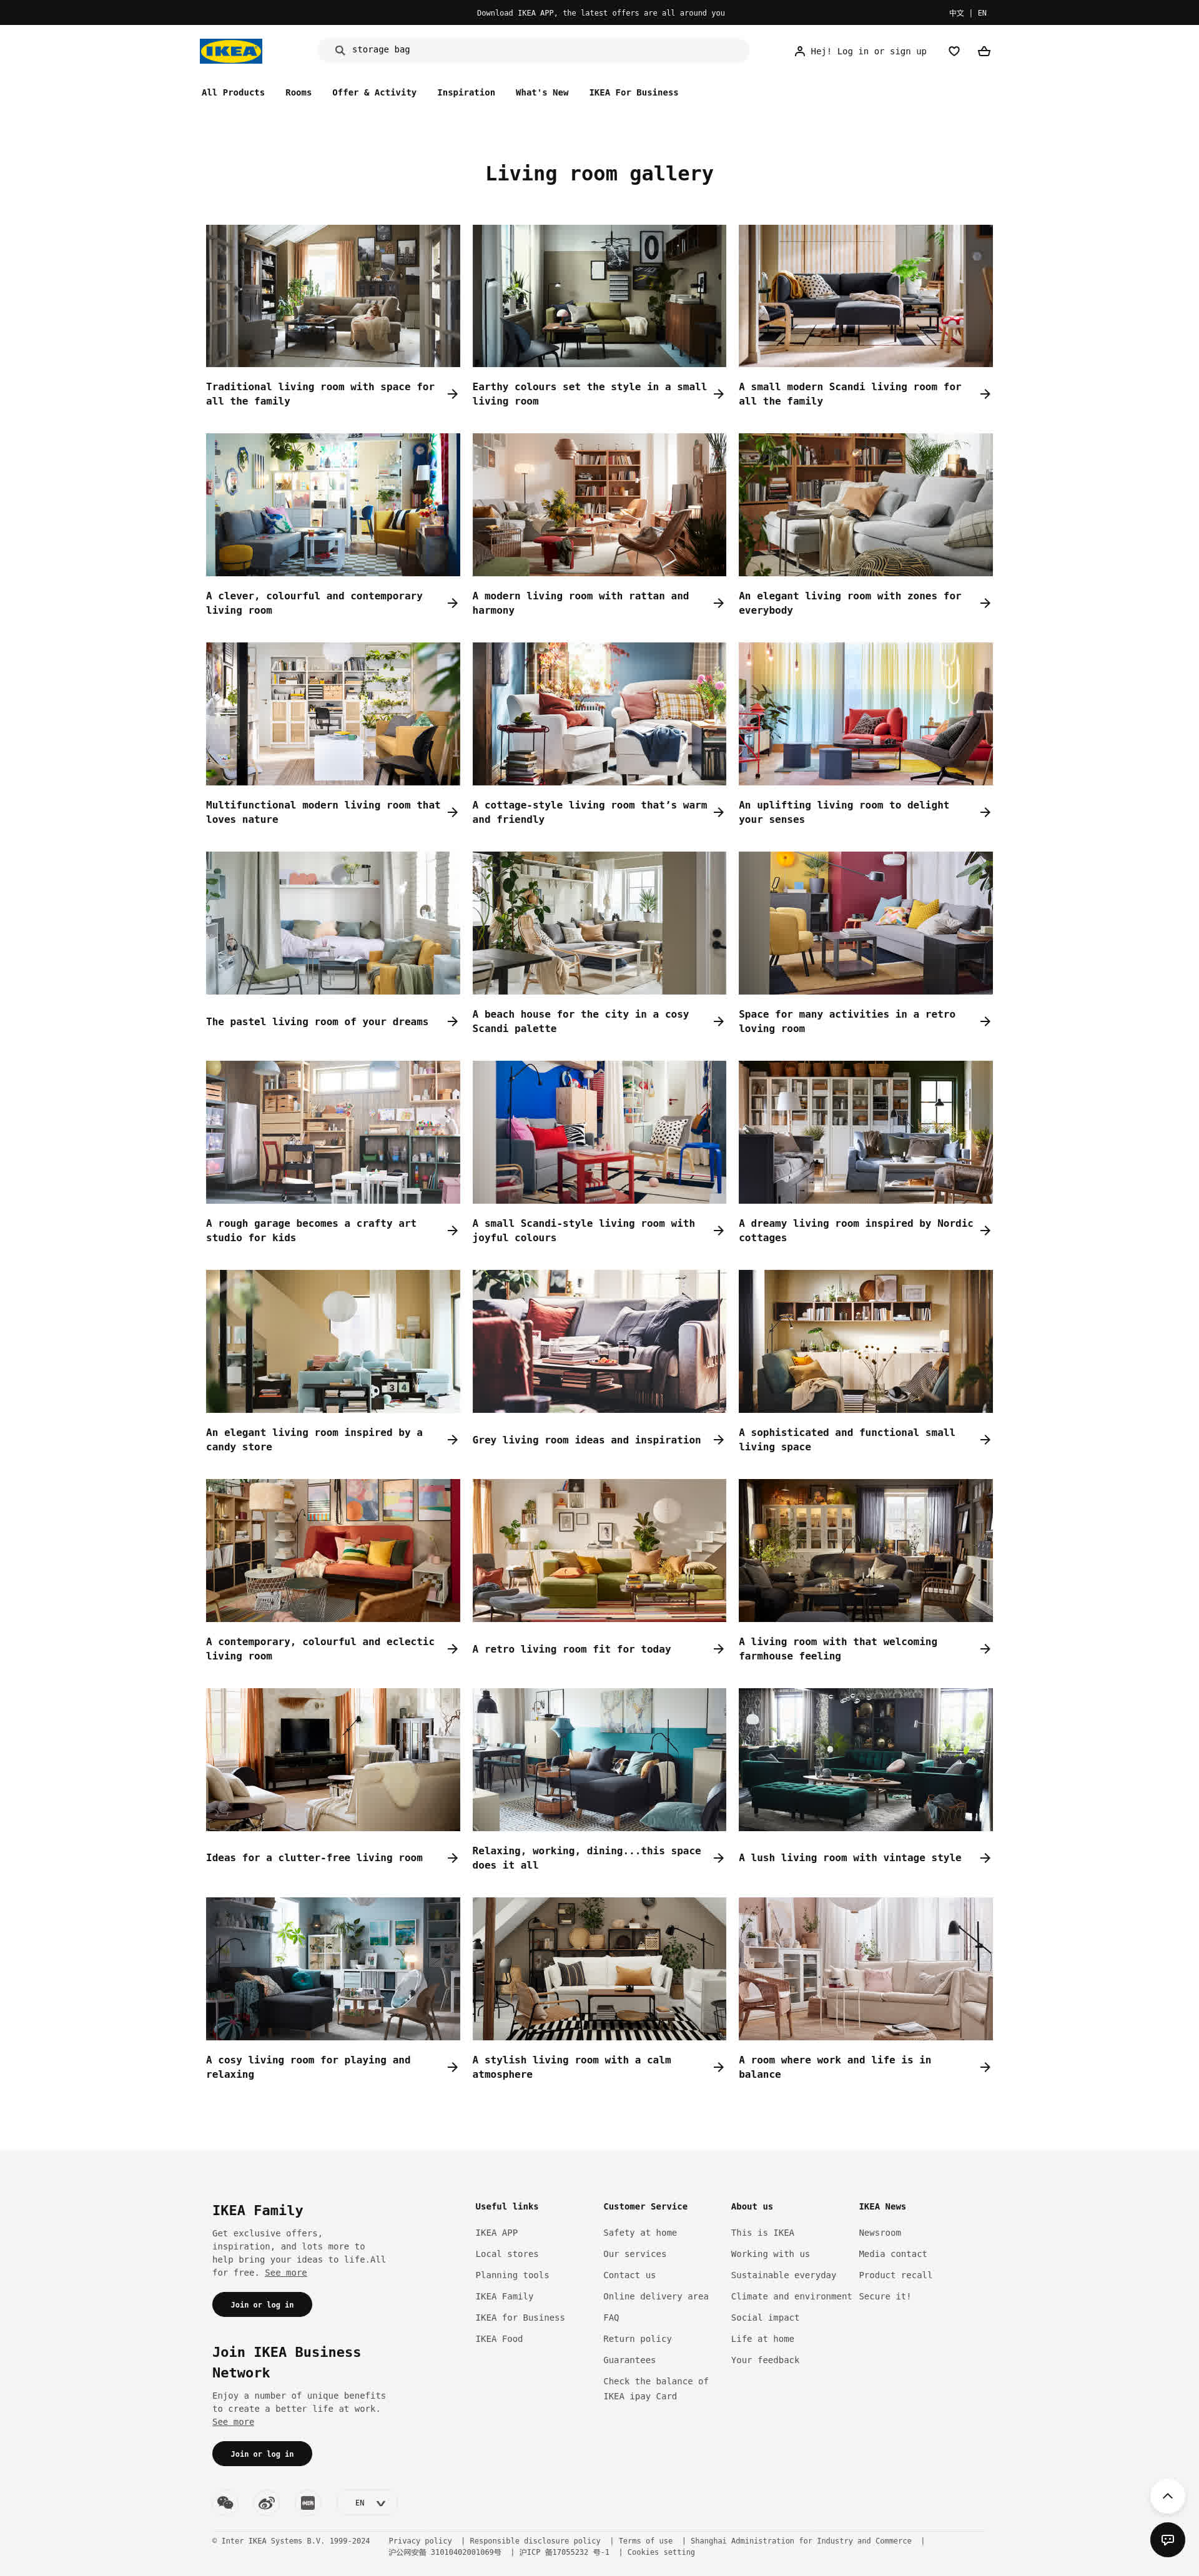 Download IKEA APP, the latest offers are all around you
中文 | EN
IKEA
storage bag
Hej! Log in or sign up
All Products
Rooms
Offer & Activity
Inspiration
What's New
IKEA For Business
Living room gallery
Traditional living room with space for
all the family
Earthy colours set the style in a small
living room
A small modern Scandi living room for
all the family
A clever, colourful and contemporary
living room
A modern living room with rattan and
harmony
An elegant living room with zones for
everybody
Multifunctional modern living room that
loves nature
A cottage-style living room that’s warm
and friendly
An uplifting living room to delight
your senses
The pastel living room of your dreams
A beach house for the city in a cosy
Scandi palette
Space for many activities in a retro
loving room
A rough garage becomes a crafty art
studio for kids
A small Scandi-style living room with
joyful colours
A dreamy living room inspired by Nordic
cottages
An elegant living room inspired by a
candy store
Grey living room ideas and inspiration
A sophisticated and functional small
living space
A contemporary, colourful and eclectic
living room
A retro living room fit for today
A living room with that welcoming
farmhouse feeling
Ideas for a clutter-free living room
Relaxing, working, dining...this space
does it all
A lush living room with vintage style
A cosy living room for playing and
relaxing
A stylish living room with a calm
atmosphere
A room where work and life is in
balance
IKEA Family
Get exclusive offers,
inspiration, and lots more to
help bring your ideas to life.All
for free. See more
Join or log in
Join IKEA Business
Network
Enjoy a number of unique benefits
to create a better life at work.
See more
Join or log in
Useful links
IKEA APP
Local stores
Planning tools
IKEA Family
IKEA for Business
IKEA Food
Customer Service
Safety at home
Our services
Contact us
Online delivery area
FAQ
Return policy
Guarantees
Check the balance of
IKEA ipay Card
About us
This is IKEA
Working with us
Sustainable everyday
Climate and environment
Social impact
Life at home
Your feedback
IKEA News
Newsroom
Media contact
Product recall
Secure it!
EN
© Inter IKEA Systems B.V. 1999-2024
Privacy policy | Responsible disclosure policy | Terms of use | Shanghai Administration for Industry and Commerce |
沪公网安备 31010402001069号 | 沪ICP 备17055232 号-1 | Cookies setting